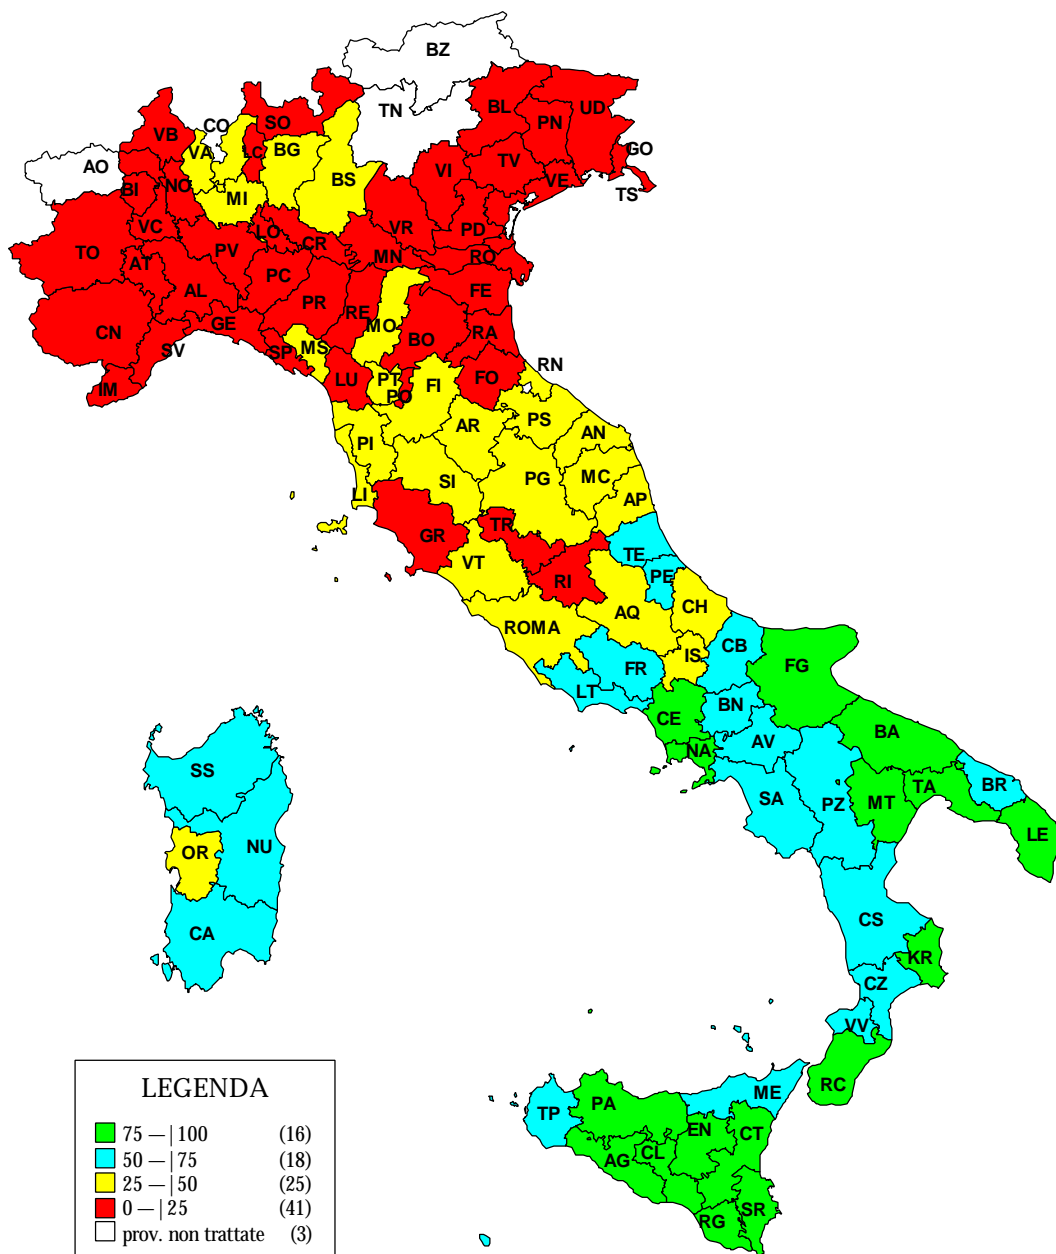 BZ
TN
BL
PN
UD
CO
SO
VB
VA
LC
BG
BS
VI
TV
VE
GO
TS
AO
BI
NO
MI
VR
PD
TO
VC
LO
CR
MN
RO
AT
PV
PC
AL
PR
RE
FE
CN
GE
MO
BO
RA
SV
SP
MS
IM
LU
PT
PO
FI
FO
RN
PS
AR
AN
PI
SI
PG
MC
LI
AP
GR
TR
TE
VT
RI
PE
CH
AQ
ROMA
IS
CB
FR
FG
LT
CE
BN
NA
AV
BA
SS
SA
PZ
MT
TA
BR
LE
OR
NU
CA
CS
KR
CZ
VV
RC
ME
TP
PA
EN
CT
AG
CL
RG
SR
LEGENDA
75 —| 100 (16)
50 —| 75 (18)
25 —| 50 (25)
0 —| 25 (41)
prov. non trattate (3)